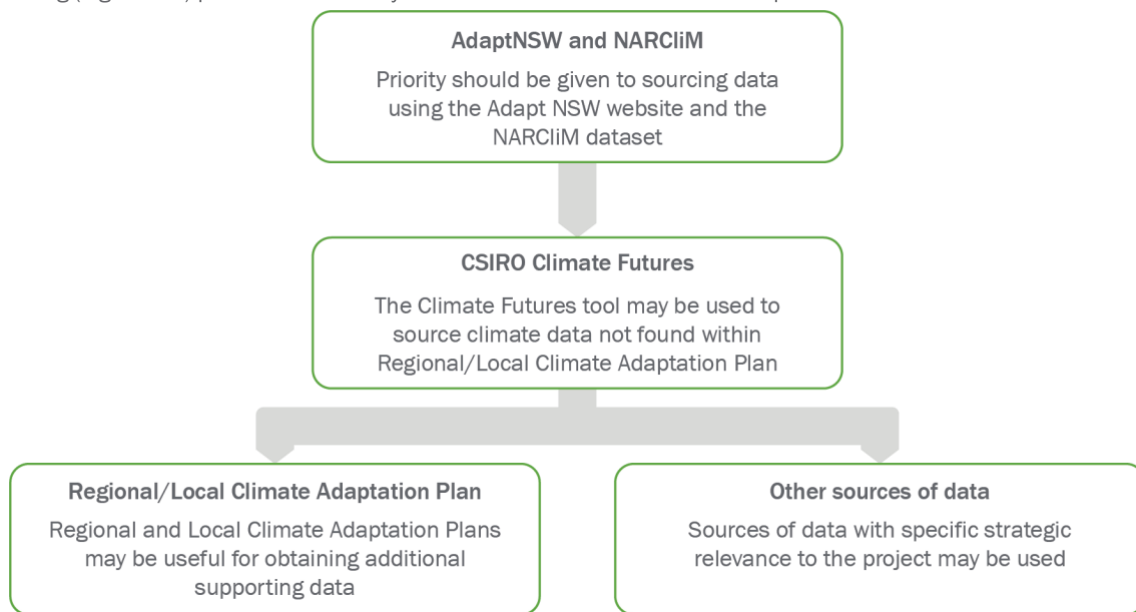 AdaptNSW and NARCliM
Priority should be given to sourcing data
using the Adapt NSW website and the
NARCliM dataset
CSIRO Climate Futures
The Climate Futures tool may be used to
source climate data not found within
Regional/Local Climate Adaptation Plan
Regional/Local Climate Adaptation Plan
Regional and Local Climate Adaptation Plans
may be useful for obtaining additional
supporting data
Other sources of data
Sources of data with specific strategic
relevance to the project may be used